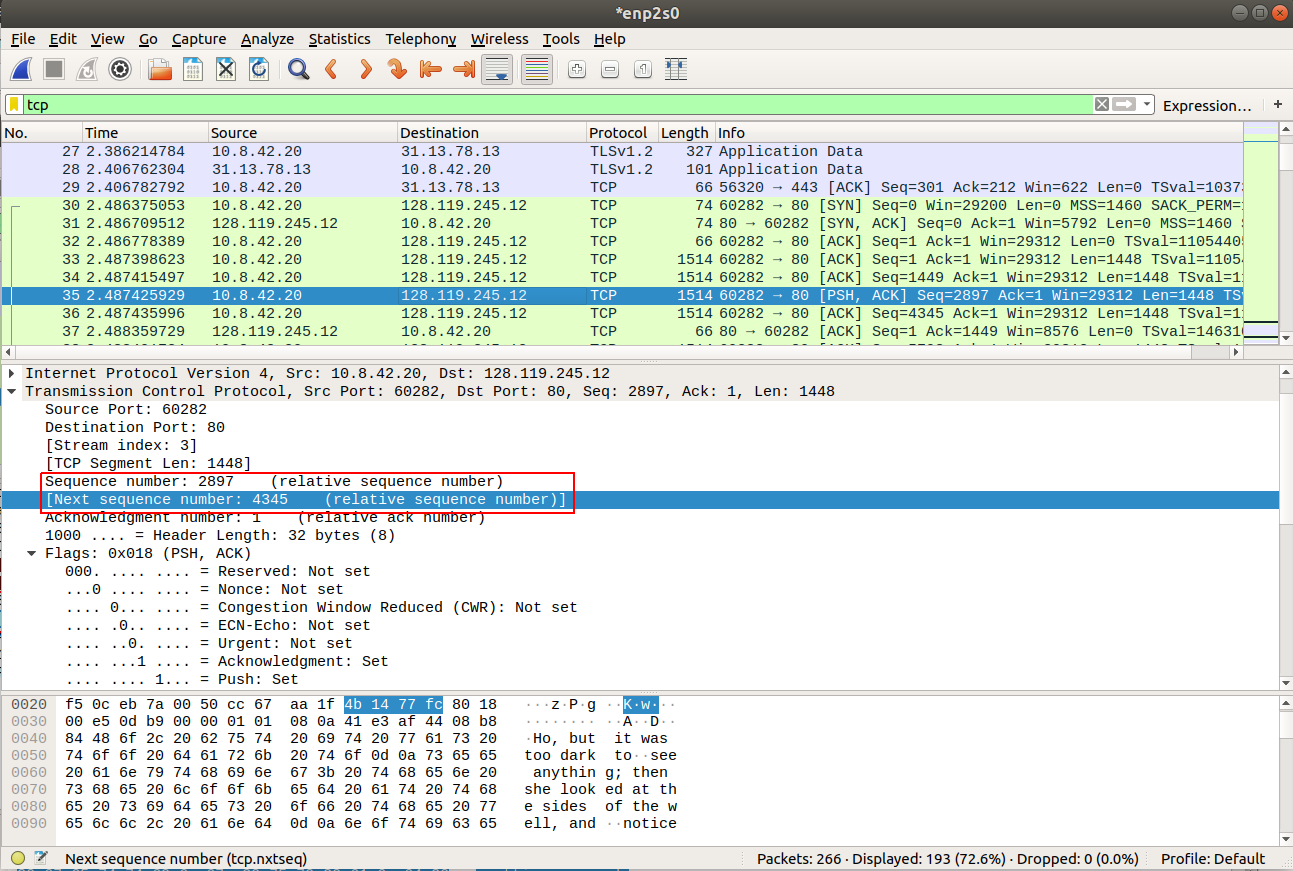 *enp2s0
File Edit View Go Capture Analyze Statistics Telephony Wireless Tools Help
tcp Expression… +
No. Time Source Destination Protocol Length Info
27 2.386214784 10.8.42.20 31.13.78.13 TLSv1.2 327 Application Data
28 2.406762304 31.13.78.13 10.8.42.20 TLSv1.2 101 Application Data
29 2.406782792 10.8.42.20 31.13.78.13 TCP 66 56320 → 443 [ACK] Seq=301 Ack=212 Win=622 Len=0 TSval=10373
30 2.486375053 10.8.42.20 128.119.245.12 TCP 74 60282 → 80 [SYN] Seq=0 Win=29200 Len=0 MSS=1460 SACK_PERM=1
31 2.486709512 128.119.245.12 10.8.42.20 TCP 74 80 → 60282 [SYN, ACK] Seq=0 Ack=1 Win=5792 Len=0 MSS=1460
32 2.486778389 10.8.42.20 128.119.245.12 TCP 66 60282 → 80 [ACK] Seq=1 Ack=1 Win=29312 Len=0 TSval=11054405
33 2.487398623 10.8.42.20 128.119.245.12 TCP 1514 60282 → 80 [ACK] Seq=1 Ack=1 Win=29312 Len=1448 TSval=11054
34 2.487415497 10.8.42.20 128.119.245.12 TCP 1514 60282 → 80 [ACK] Seq=1449 Ack=1 Win=29312 Len=1448 TSval=11
35 2.487425929 10.8.42.20 128.119.245.12 TCP 1514 60282 → 80 [PSH, ACK] Seq=2897 Ack=1 Win=29312 Len=1448 TSv
36 2.487435996 10.8.42.20 128.119.245.12 TCP 1514 60282 → 80 [ACK] Seq=4345 Ack=1 Win=29312 Len=1448 TSval=11
37 2.488359729 128.119.245.12 10.8.42.20 TCP 66 80 → 60282 [ACK] Seq=1 Ack=1449 Win=8576 Len=0 TSval=146316
Internet Protocol Version 4, Src: 10.8.42.20, Dst: 128.119.245.12
Transmission Control Protocol, Src Port: 60282, Dst Port: 80, Seq: 2897, Ack: 1, Len: 1448
Source Port: 60282
Destination Port: 80
[Stream index: 3]
[TCP Segment Len: 1448]
Sequence number: 2897    (relative sequence number)
[Next sequence number: 4345    (relative sequence number)]
Acknowledgment number: 1    (relative ack number)
1000 .... = Header Length: 32 bytes (8)
Flags: 0x018 (PSH, ACK)
000. .... .... = Reserved: Not set
...0 .... .... = Nonce: Not set
.... 0... .... = Congestion Window Reduced (CWR): Not set
.... .0.. .... = ECN-Echo: Not set
.... ..0. .... = Urgent: Not set
.... ...1 .... = Acknowledgment: Set
.... .... 1... = Push: Set
0020 f5 0c eb 7a 00 50 cc 67 aa 1f 4b 14 77 fc 80 18 ···z·P·g ··K·w···
0030 00 e5 0d b9 00 00 01 01 08 0a 41 e3 af 44 08 b8 ········ ··A··D··
0040 84 48 6f 2c 20 62 75 74 20 69 74 20 77 61 73 20 ·Ho, but it was
0050 74 6f 6f 20 64 61 72 6b 20 74 6f 0d 0a 73 65 65 too dark to··see
0060 20 61 6e 79 74 68 69 6e 67 3b 20 74 68 65 6e 20 anythin g; then
0070 73 68 65 20 6c 6f 6f 6b 65 64 20 61 74 20 74 68 she look ed at th
0080 65 20 73 69 64 65 73 20 6f 66 20 74 68 65 20 77 e sides of the w
0090 65 6c 6c 2c 20 61 6e 64 0d 0a 6e 6f 74 69 63 65 ell, and ··notice
Next sequence number (tcp.nxtseq) Packets: 266 · Displayed: 193 (72.6%) · Dropped: 0 (0.0%) Profile: Default